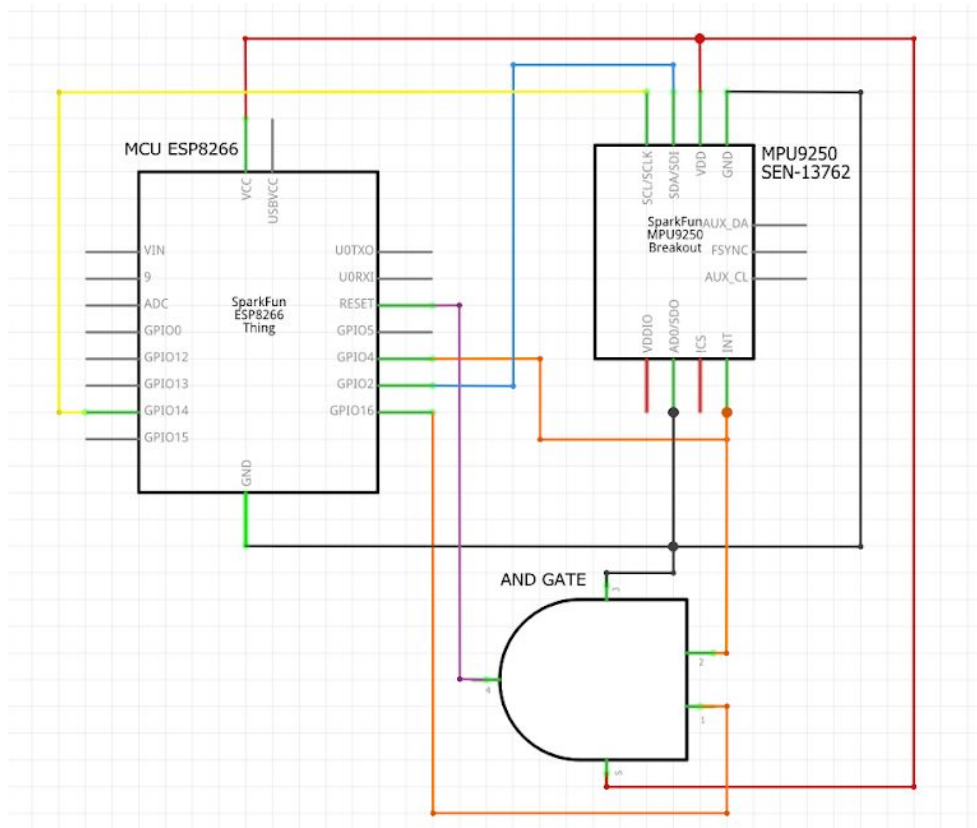 MCU ESP8266
VCC
USBVCC
VIN
9
ADC
GPIO0
GPIO12
GPIO13
GPIO14
GPIO15
SparkFun
ESP8266
Thing
U0TXO
U0RXI
RESET
GPIO5
GPIO4
GPIO2
GPIO16
GND
MPU9250
SEN-13762
SCL/SCLK
SDA/SDI
VDD
GND
SparkFun
MPU9250
Breakout
AUX_DA
FSYNC
AUX_CL
VDDIO
AD0/SDO
!CS
INT
AND GATE
3
2
4
1
5